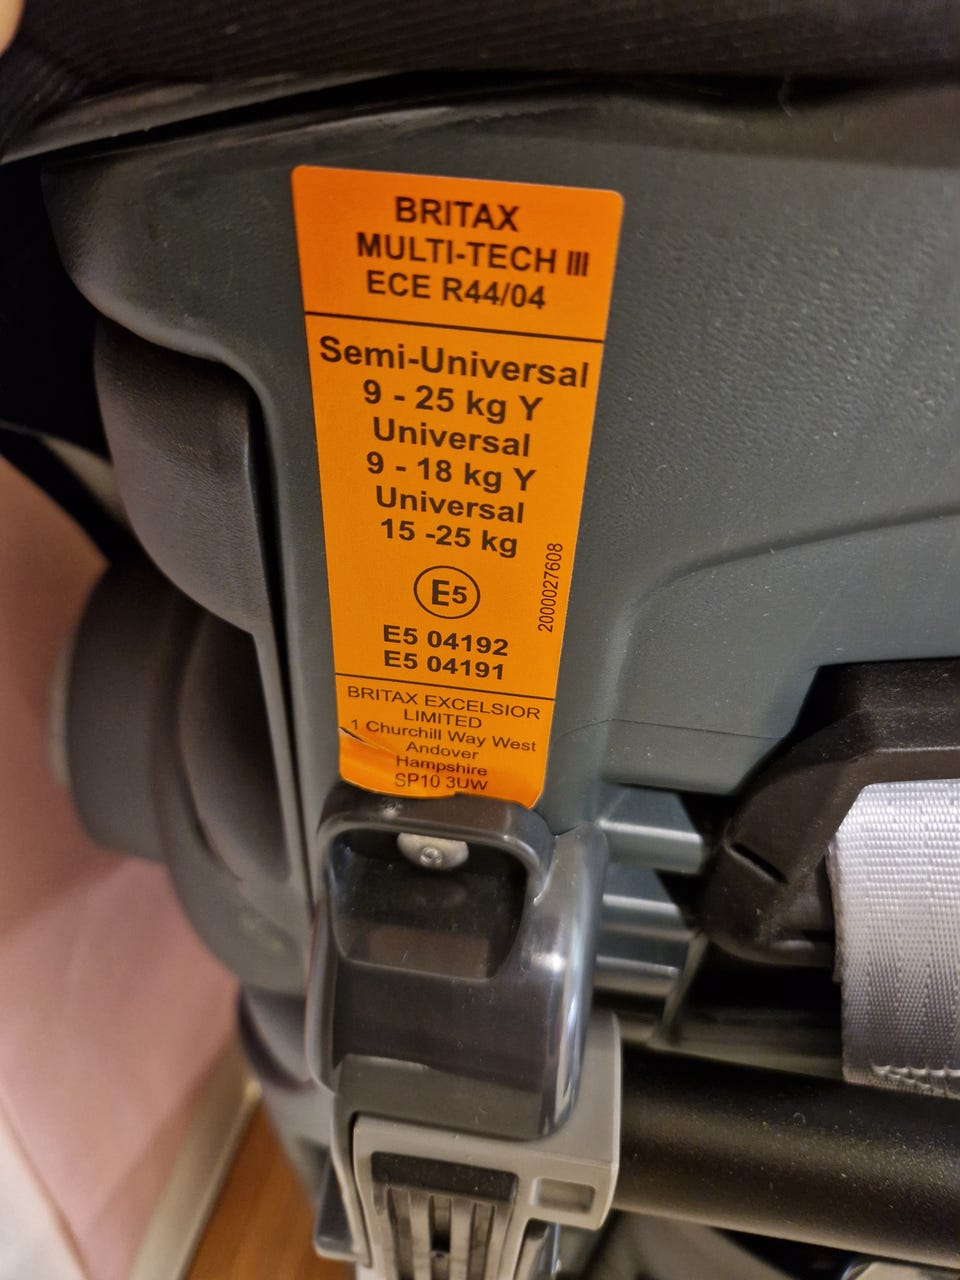 BRITAX
MULTI-TECH III
ECE R44/04
Semi-Universal
9 - 25 kg Y
Universal
9 - 18 kg Y
Universal
15 -25 kg
2000027608
E5
E5 04192
E5 04191
BRITAX EXCELSIOR
LIMITED
1 Churchill Way West
Andover
Hampshire
SP10 3UW